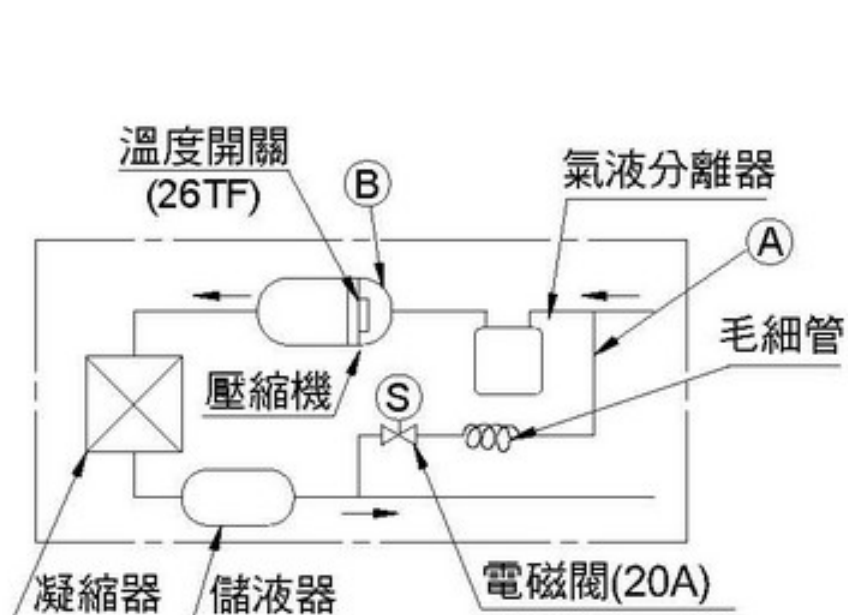 溫度開關
(26TF)
B
氣液分離器
A
毛細管
壓縮機
S
凝縮器
儲液器
電磁閥(20A)